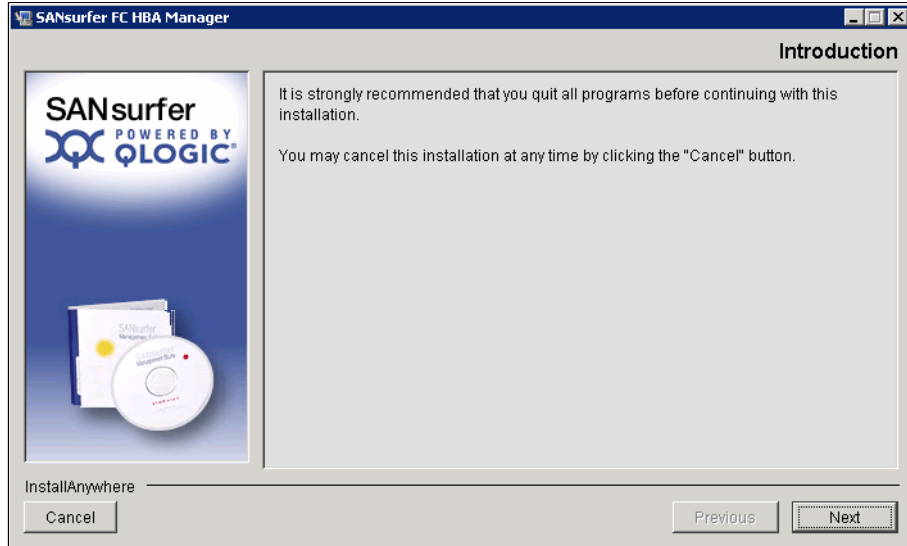 SANsurfer FC HBA Manager
Introduction
SANsurfer
POWERED BY
QLOGIC®
SANsurfer
It is strongly recommended that you quit all programs before continuing with this
installation.
You may cancel this installation at any time by clicking the "Cancel" button.
InstallAnywhere
Cancel
Previous
Next